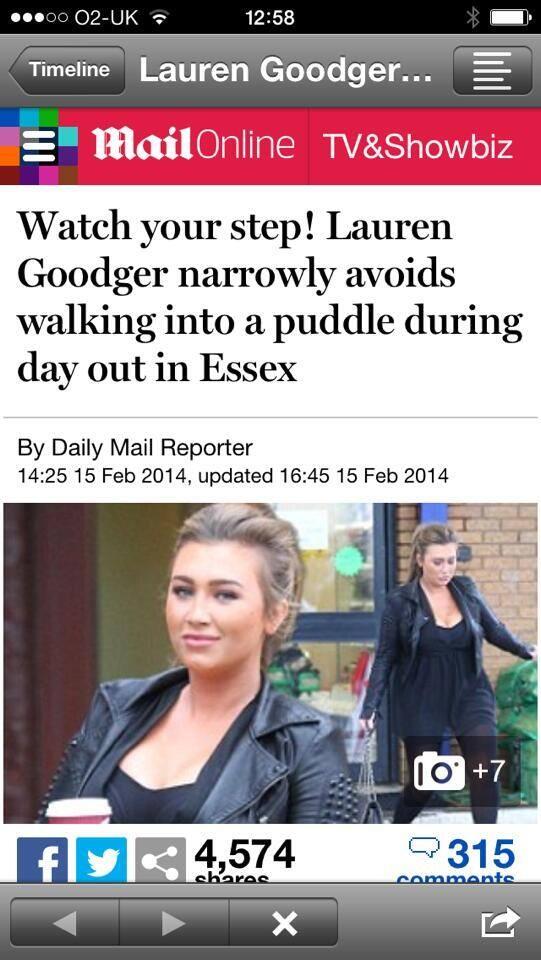 O2-UK 12:58
Timeline Lauren Goodger...
Mail Online TV&Showbiz
Watch your step! Lauren
Goodger narrowly avoids
walking into a puddle during
day out in Essex
By Daily Mail Reporter
14:25 15 Feb 2014, updated 16:45 15 Feb 2014
+7
4,574 315
shares comments